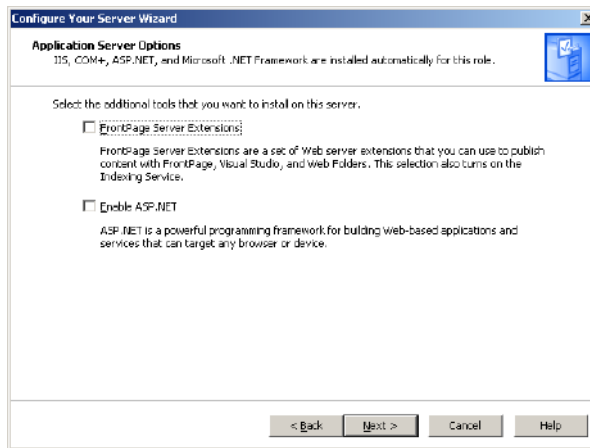 Configure Your Server Wizard
Application Server Options
IIS, COM+, ASP.NET, and Microsoft .NET Framework are installed automatically for this role.
Select the additional tools that you want to install on this server.
FrontPage Server Extensions
FrontPage Server Extensions are a set of Web server extensions that you can use to publish
content with FrontPage, Visual Studio, and Web Folders. This selection also turns on the
Indexing Service.
Enable ASP.NET
ASP.NET is a powerful programming framework for building Web-based applications and
services that can target any browser or device.
< Back Next > Cancel Help